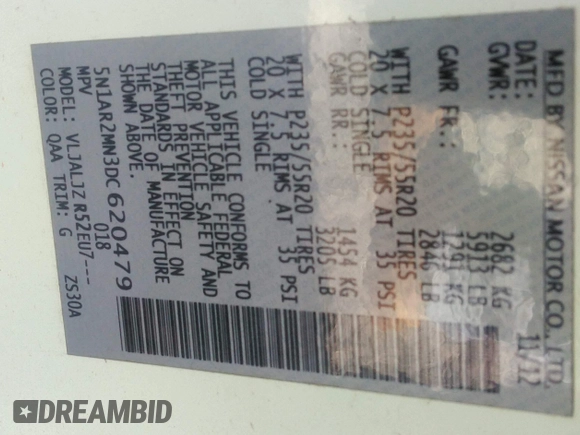 MFD BY NISSAN MOTOR CO., LTD.
DATE: 11/12
GVWR: 2682 KG
5913 LB
GAWR FR: 1291 KG
2846 LB
WITH P235/55R20 TIRES
20 X 7.5 RIMS AT 35 PSI
COLD SINGLE
GAWR RR: 1454 KG
3205 LB
WITH P235/55R20 TIRES
20 X 7.5 RIMS AT 35 PSI
COLD SINGLE
THIS VEHICLE CONFORMS TO
ALL APPLICABLE FEDERAL
MOTOR VEHICLE SAFETY AND
THEFT PREVENTION
STANDARDS IN EFFECT ON
THE DATE OF MANUFACTURE
SHOWN ABOVE.
5N1AR2MN3DC620479
MPV 018
MODEL: VLJALJZ R52EU7---
COLOR: QAA TRIM: G ZS30A
DREAMBID